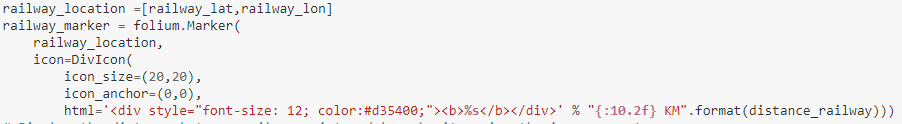 railway_location =[railway_lat,railway_lon]
railway_marker = folium.Marker(
    railway_location,
    icon=DivIcon(
        icon_size=(20,20),
        icon_anchor=(0,0),
        html='<div style="font-size: 12; color:#d35400;"><b>%s</b></div>' % "{:10.2f} KM".format(distance_railway)))